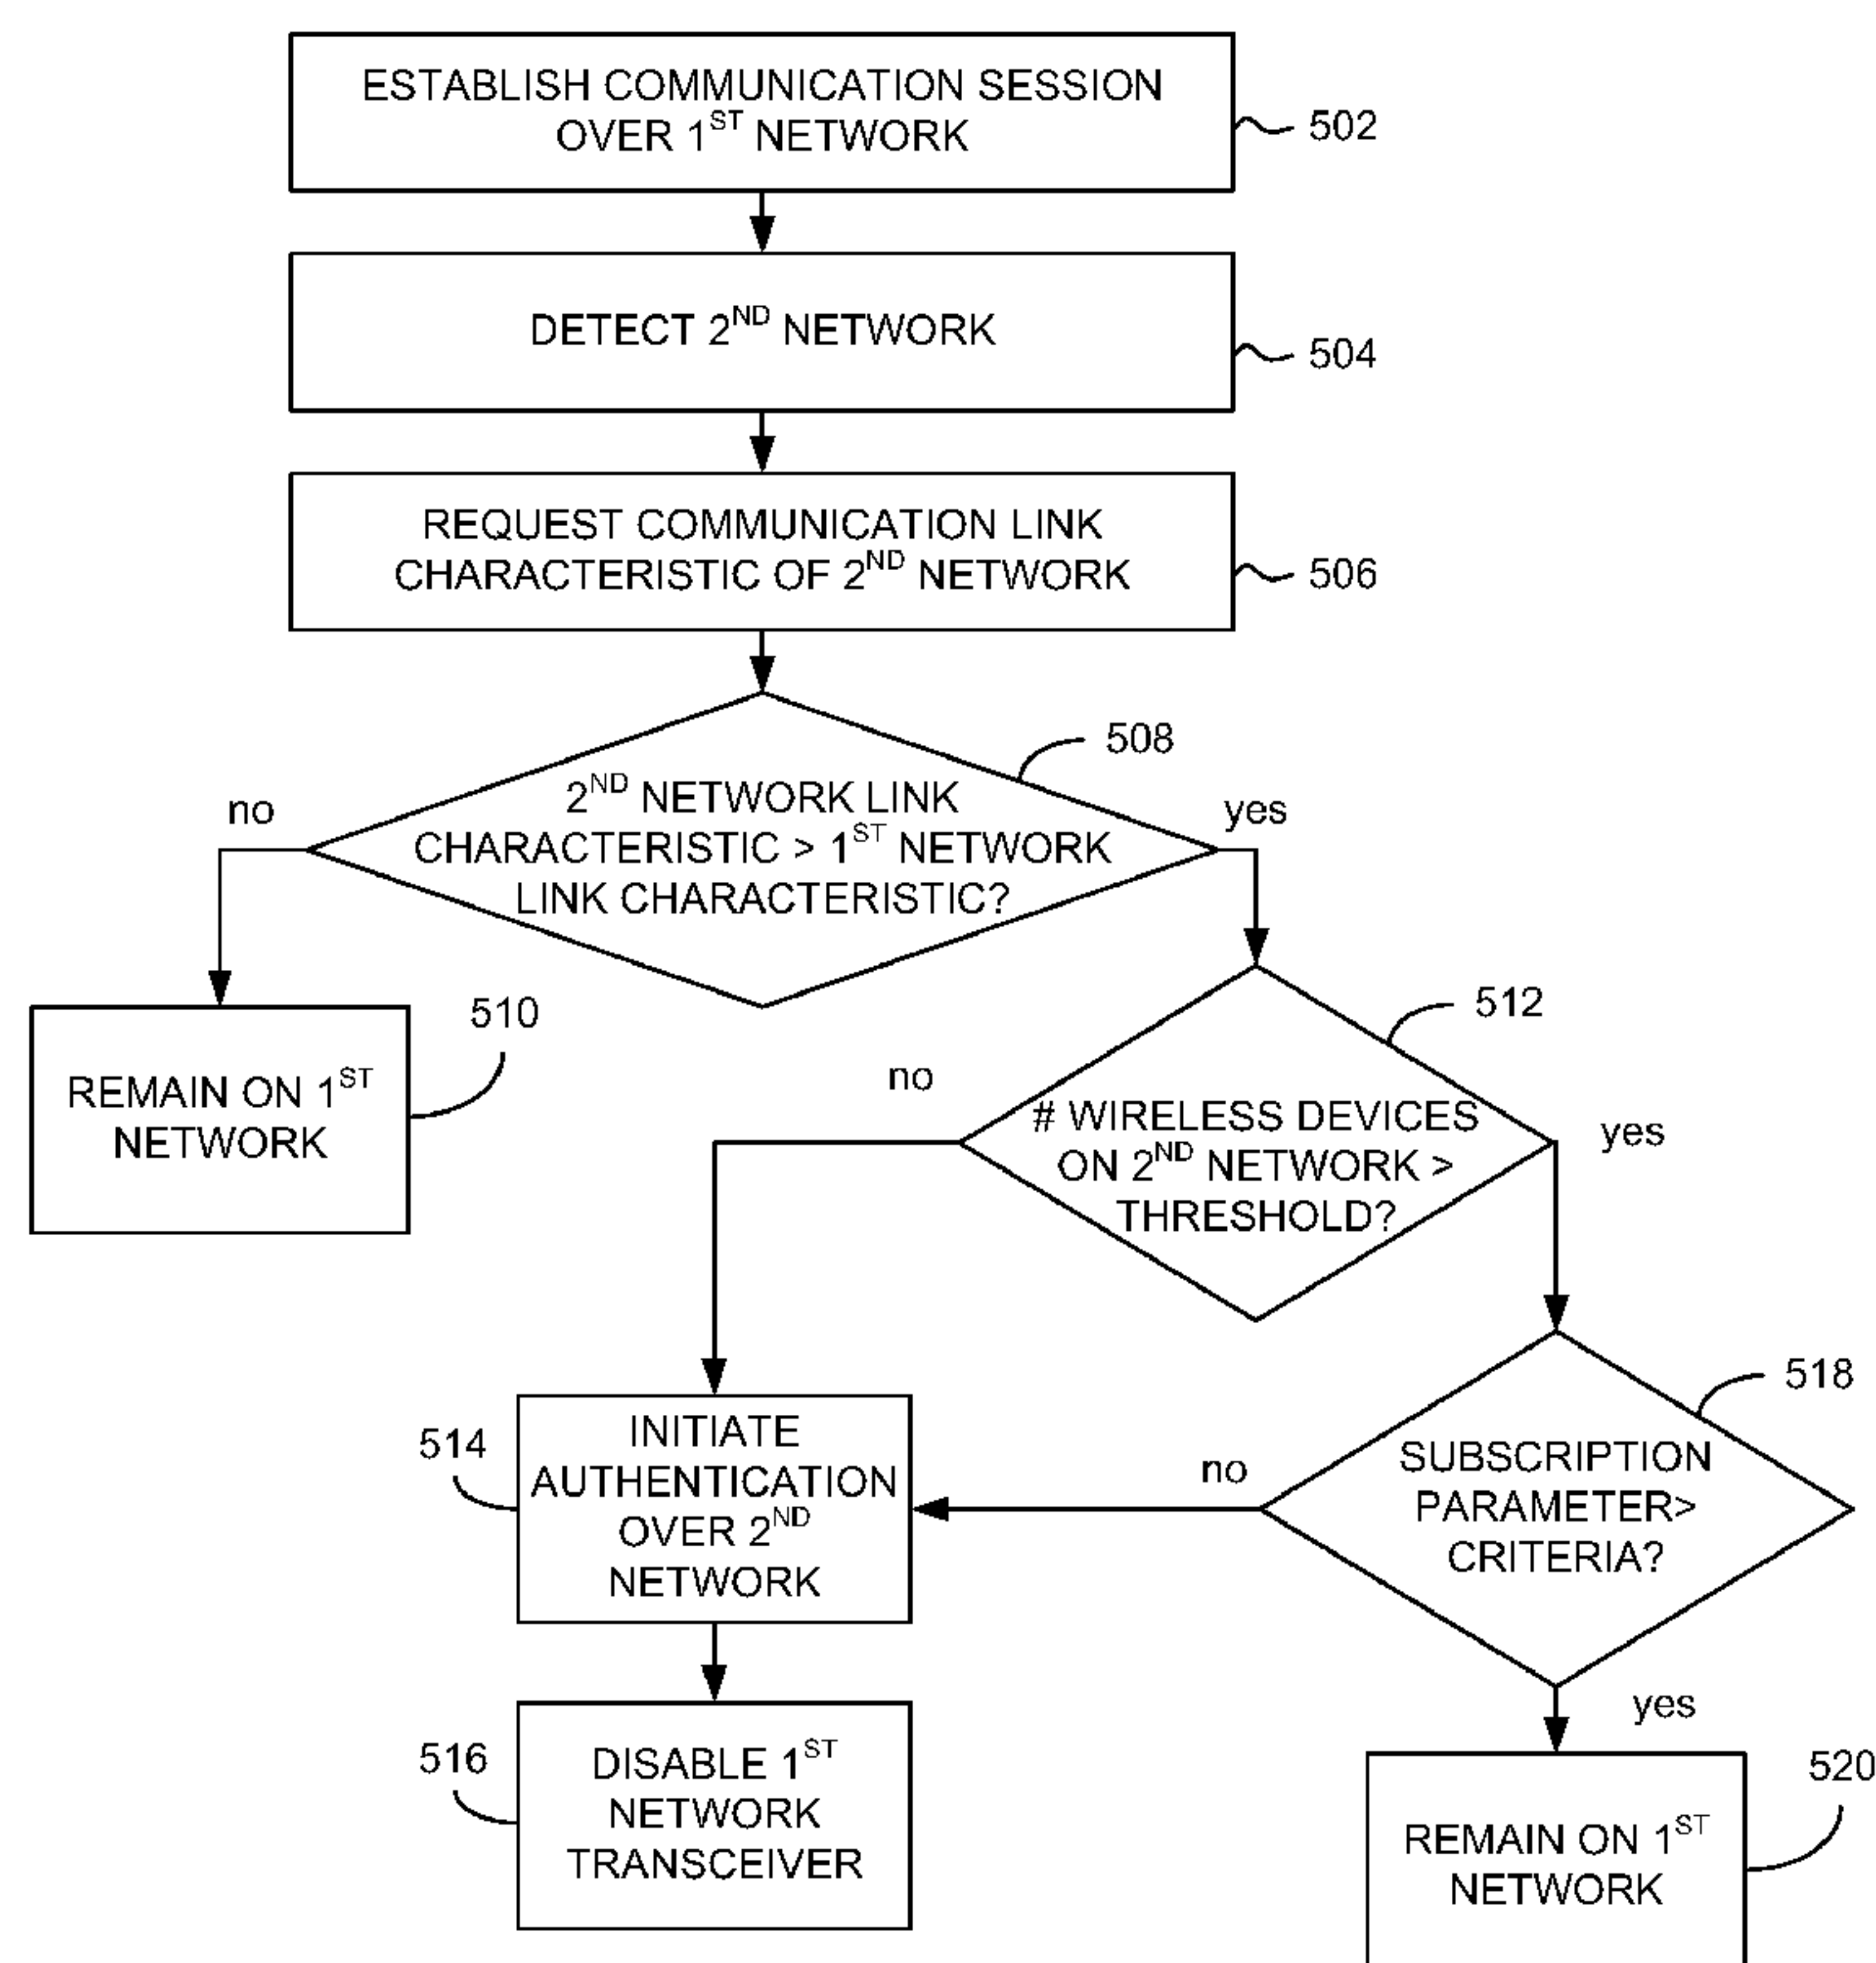 ESTABLISH COMMUNICATION SESSION
OVER 1ST NETWORK
502
DETECT 2ND NETWORK
504
REQUEST COMMUNICATION LINK
CHARACTERISTIC OF 2ND NETWORK
506
508
2ND NETWORK LINK
CHARACTERISTIC > 1ST NETWORK
LINK CHARACTERISTIC?
no
yes
510
REMAIN ON 1ST
NETWORK
512
# WIRELESS DEVICES
ON 2ND NETWORK >
THRESHOLD?
no
yes
514
INITIATE
AUTHENTICATION
OVER 2ND
NETWORK
518
SUBSCRIPTION
PARAMETER>
CRITERIA?
no
yes
516
DISABLE 1ST
NETWORK
TRANSCEIVER
520
REMAIN ON 1ST
NETWORK